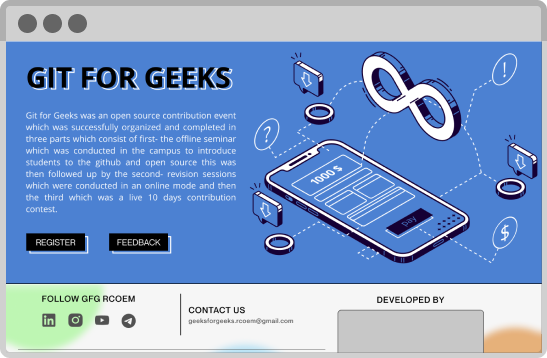 GIT FOR GEEKS
Git for Geeks was an open source contribution event
which was successfully organized and completed in
three parts which consist of first- the offline seminar
which was conducted in the campus to introduce
students to the github and open source this was
then followed up by the second- revision sessions
which were conducted in an online mode and then
the third which was a live 10 days contribution
contest.
REGISTER
FEEDBACK
?
!
1000 $
pay
$
FOLLOW GFG RCOEM
CONTACT US
geeksforgeeks.rcoem@gmail.com
DEVELOPED BY